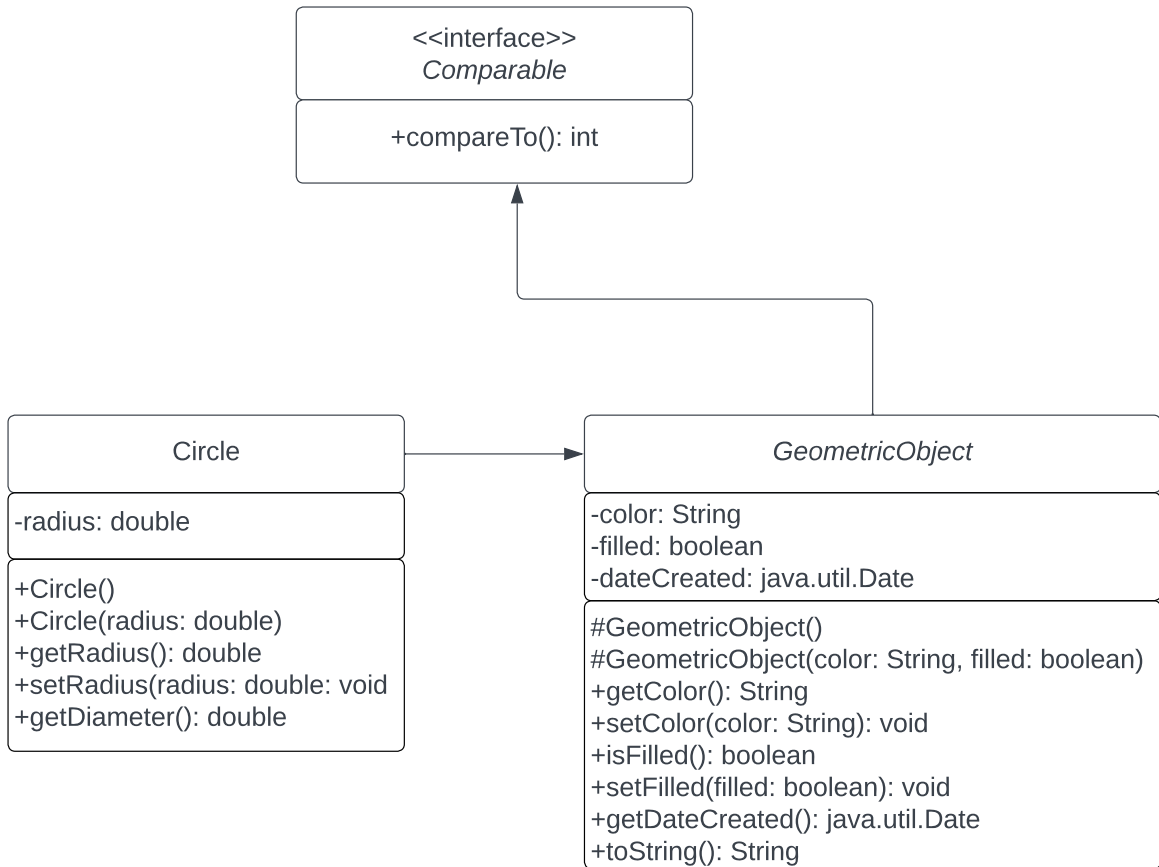 <<interface>>
Comparable
+compareTo(): int
Circle
-radius: double
+Circle()
+Circle(radius: double)
+getRadius(): double
+setRadius(radius: double: void
+getDiameter(): double
GeometricObject
-color: String
-filled: boolean
-dateCreated: java.util.Date
#GeometricObject()
#GeometricObject(color: String, filled: boolean)
+getColor(): String
+setColor(color: String): void
+isFilled(): boolean
+setFilled(filled: boolean): void
+getDateCreated(): java.util.Date
+toString(): String